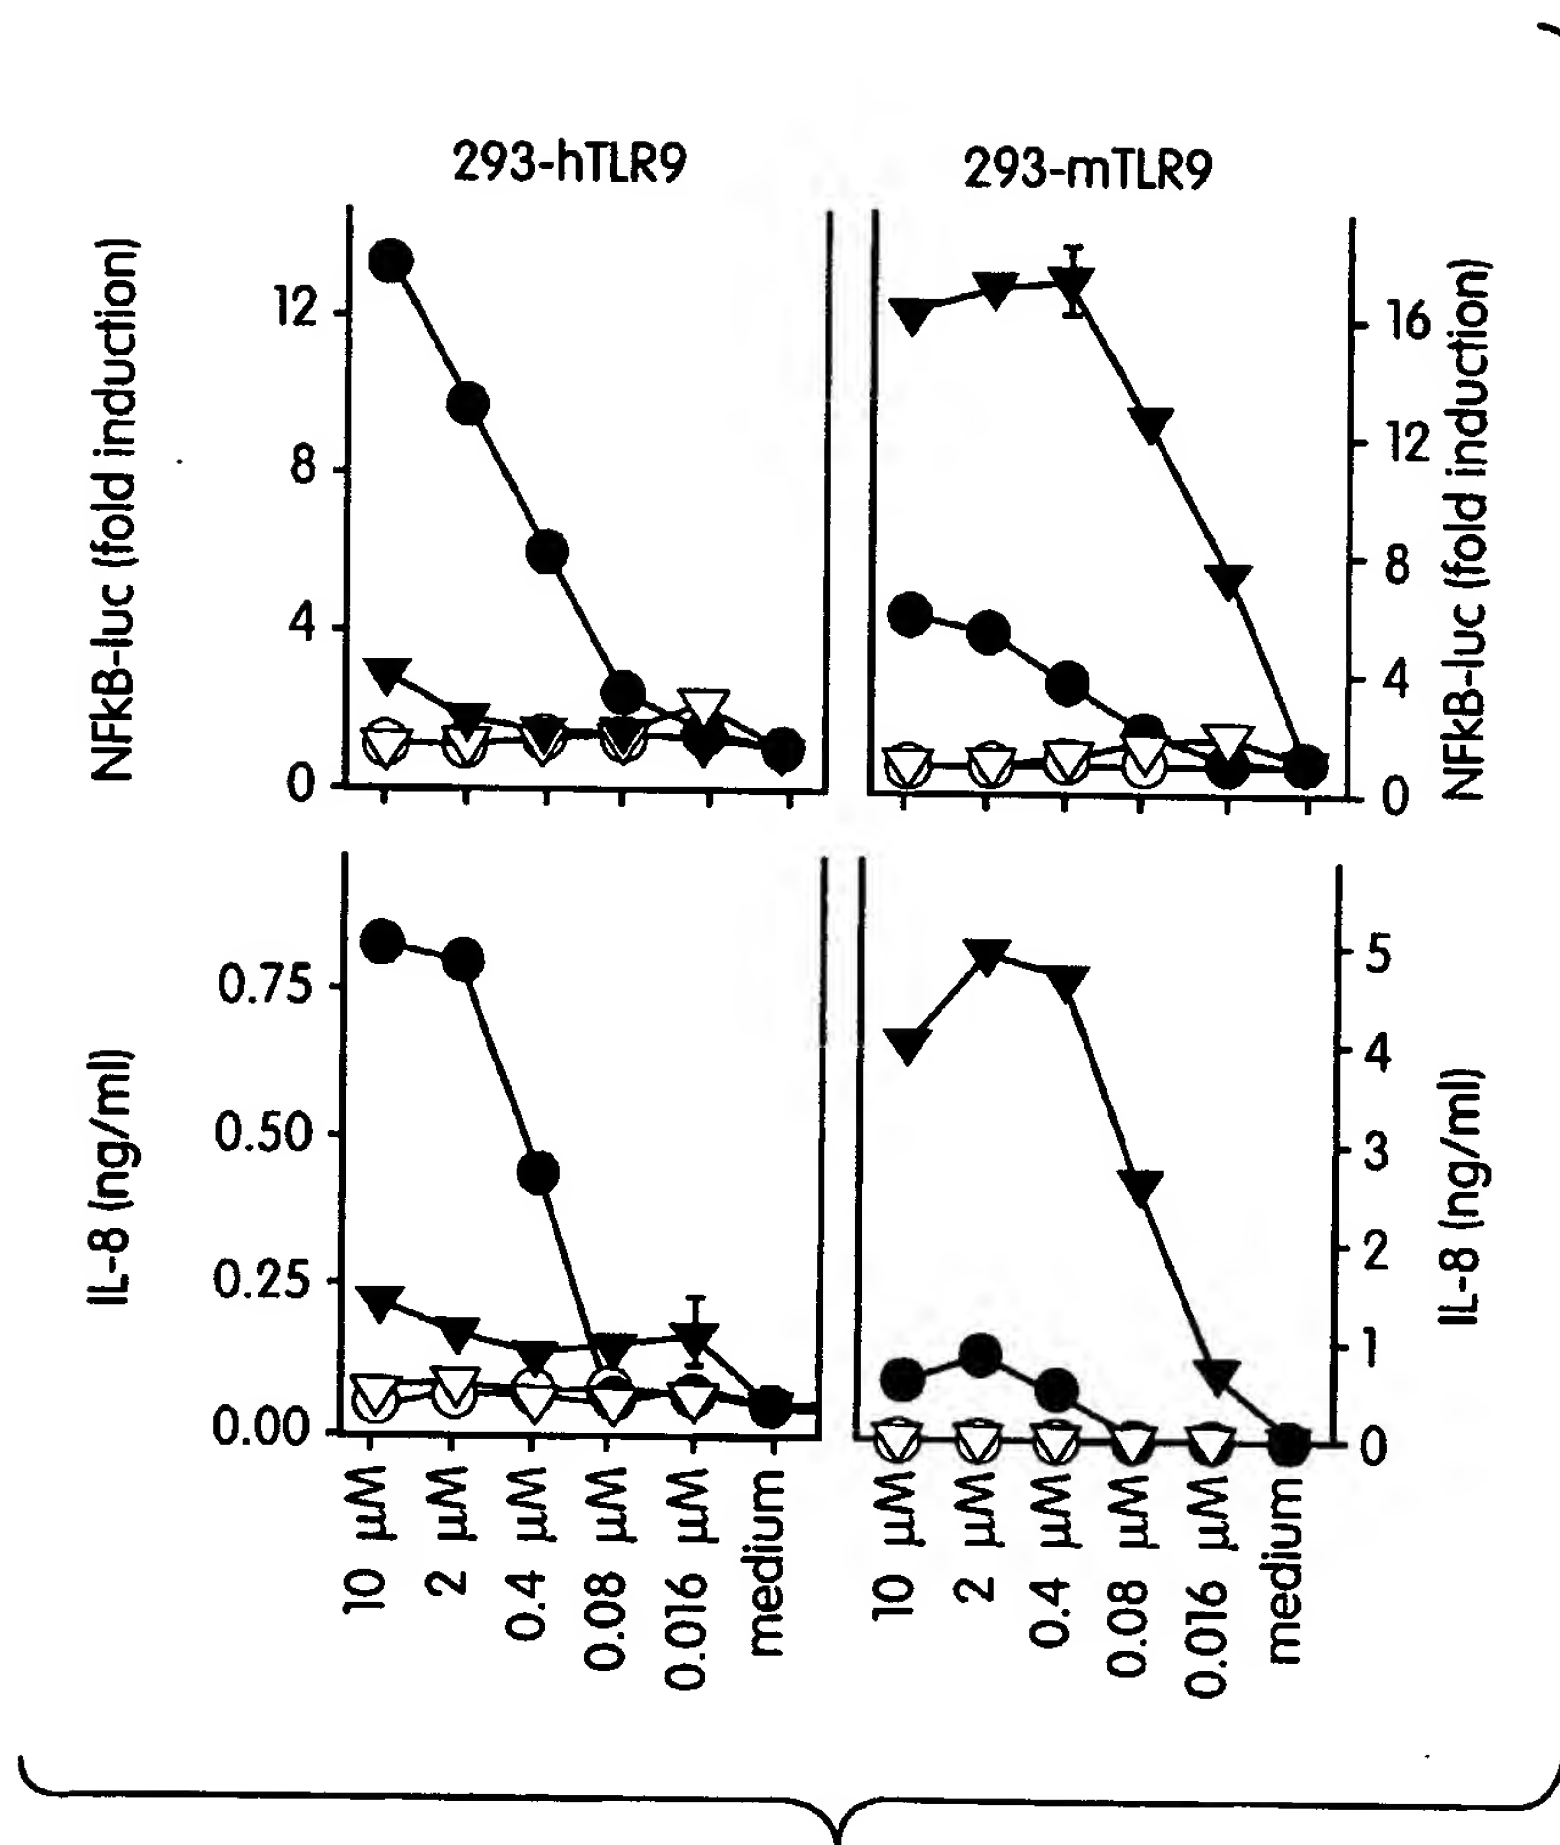 293-hTLR9
293-mTLR9
NFkB-luc (fold induction)
12
8
4
0
16
12
8
4
0
NFkB-luc (fold induction)
IL-8 (ng/ml)
0.75
0.50
0.25
0.00
5
4
3
2
1
0
IL-8 (ng/ml)
10 µM
2 µM
0.4 µM
0.08 µM
0.016 µM
medium
10 µM
2 µM
0.4 µM
0.08 µM
0.016 µM
medium